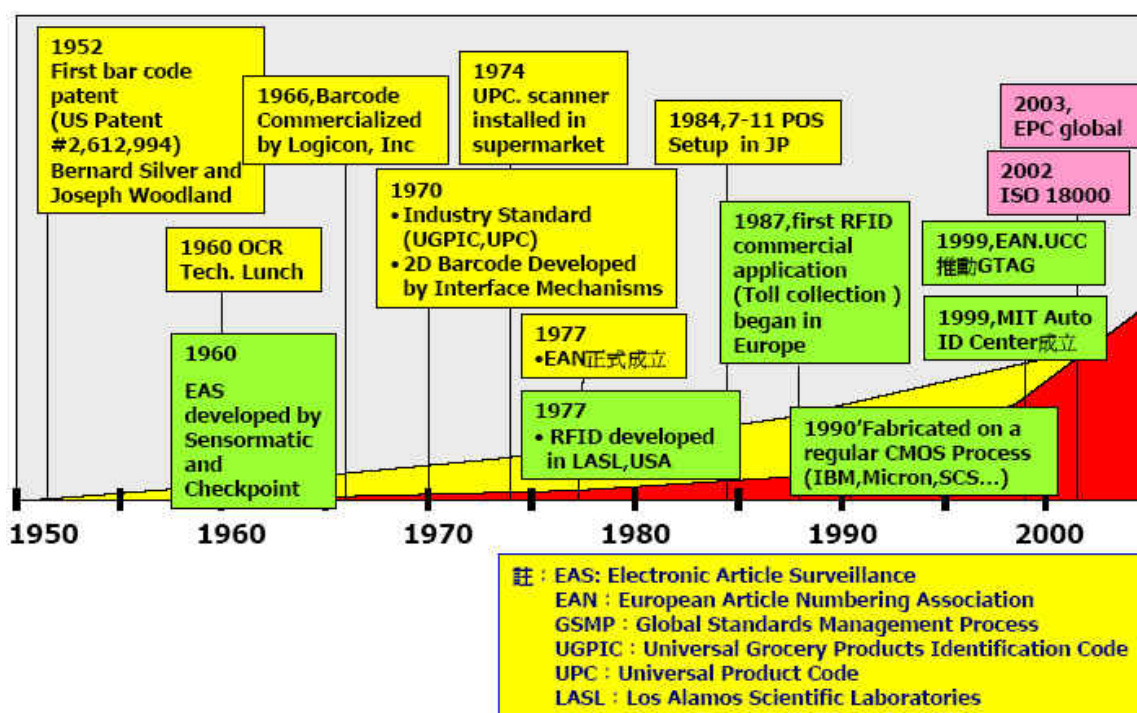 1952
First bar code
patent
(US Patent
#2,612,994)
Bernard Silver and
Joseph Woodland
1966,Barcode
Commercialized
by Logicon, Inc
1974
UPC. scanner
installed in
supermarket
1984,7-11 POS
Setup in JP
2003,
EPC global
2002
ISO 18000
1960 OCR
Tech. Lunch
1970
•Industry Standard
(UGPIC,UPC)
•2D Barcode Developed
by Interface Mechanisms
1987,first RFID
commercial
application
(Toll collection )
began in
Europe
1999,EAN.UCC
推動GTAG
1999,MIT Auto
ID Center成立
1960
EAS
developed by
Sensormatic
and
Checkpoint
1977
•EAN正式成立
1977
• RFID developed
in LASL,USA
1990'Fabricated on a
regular CMOS Process
(IBM,Micron,SCS...)
1950
1960
1970
1980
1990
2000
註：EAS: Electronic Article Surveillance
EAN：European Article Numbering Association
GSMP：Global Standards Management Process
UGPIC：Universal Grocery Products Identification Code
UPC：Universal Product Code
LASL：Los Alamos Scientific Laboratories